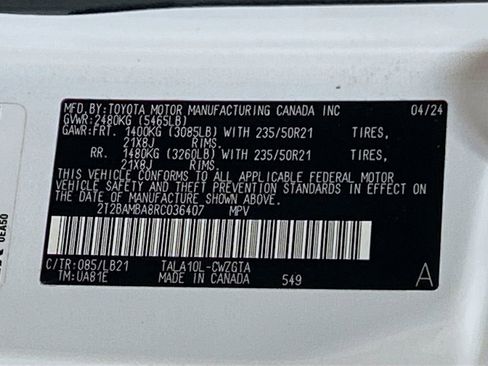 MFD.BY:TOYOTA MOTOR MANUFACTURING CANADA INC 04/24
GVWR:2480KG (5465LB)
GAWR:FRT. 1400KG (3085LB) WITH 235/50R21 TIRES,
21X8J RIMS.
RR. 1480KG (3260LB) WITH 235/50R21 TIRES,
21X8J RIMS.
THIS VEHICLE CONFORMS TO ALL APPLICABLE FEDERAL MOTOR
VEHICLE SAFETY AND THEFT PREVENTION STANDARDS IN EFFECT ON
THE DATE OF MANUFACTURE SHOWN ABOVE.
2T2BAMBA8RC036407 MPV
C/TR:085/LB21 TALA10L-CWZGTA
TM:UA81E MADE IN CANADA 549 A
0EA50